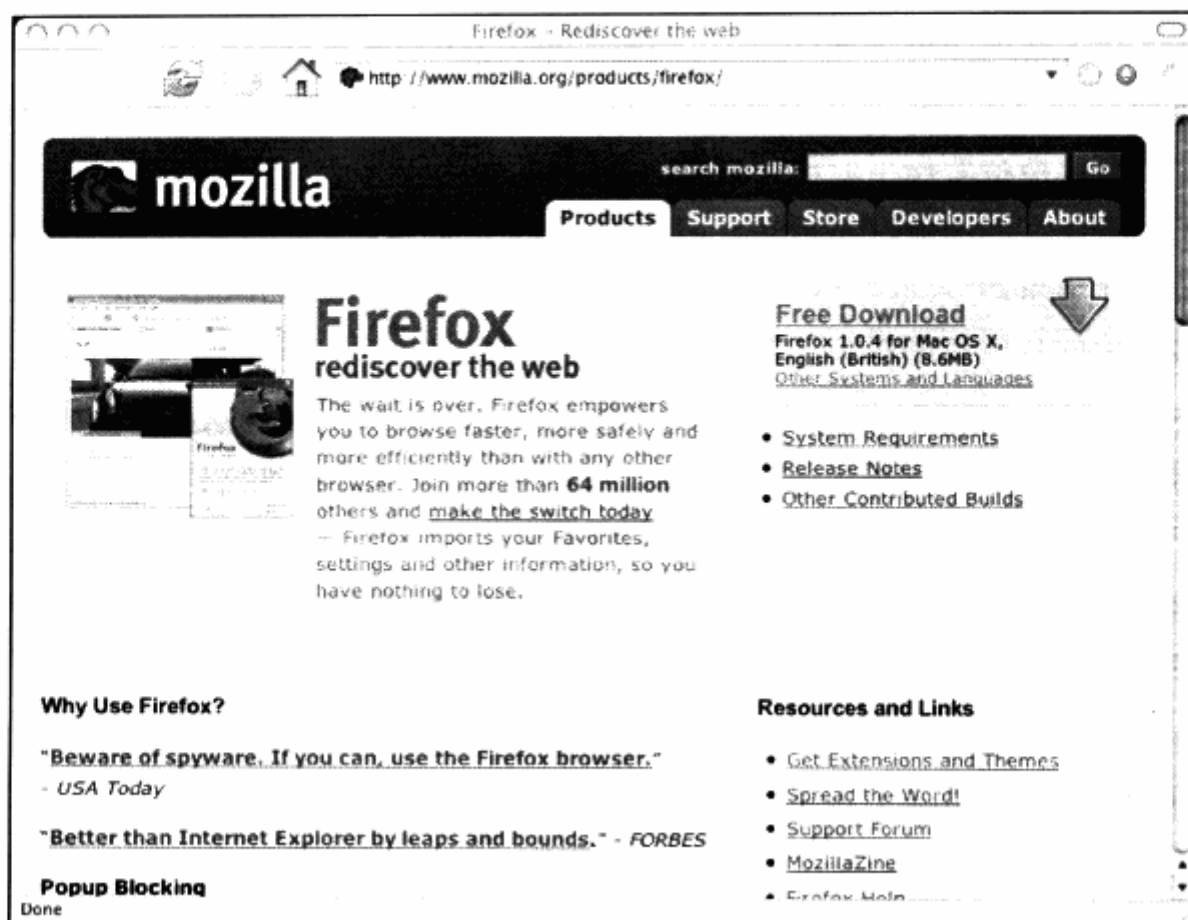 Firefox - Rediscover the web
http://www.mozilla.org/products/firefox/
mozilla
search mozilla:
Go
Products
Support
Store
Developers
About
Firefox
rediscover the web
The wait is over. Firefox empowers
you to browse faster, more safely and
more efficiently than with any other
browser. Join more than 64 million
others and make the switch today
— Firefox imports your Favorites,
settings and other information, so you
have nothing to lose.
Firefox
Free Download
Firefox 1.0.4 for Mac OS X,
English (British) (8.6MB)
Other Systems and Languages
• System Requirements
• Release Notes
• Other Contributed Builds
Why Use Firefox?
"Beware of spyware. If you can, use the Firefox browser."
- USA Today
"Better than Internet Explorer by leaps and bounds." - FORBES
Popup Blocking
Resources and Links
• Get Extensions and Themes
• Spread the Word!
• Support Forum
• MozillaZine
• Firefox Help
Done